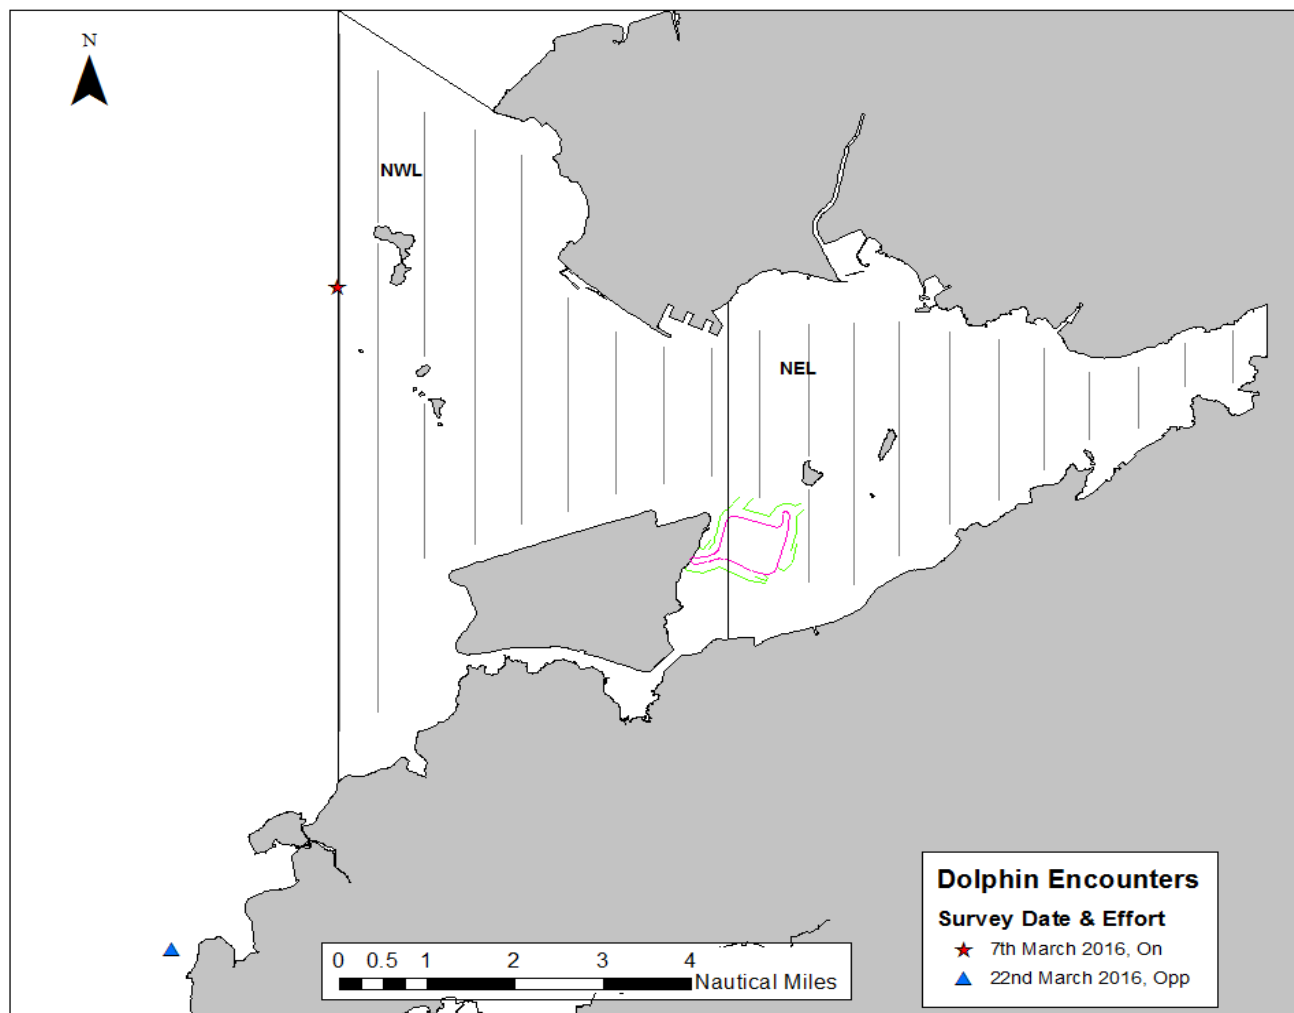 N
NWL
NEL
Dolphin Encounters
Survey Date & Effort
7th March 2016, On
22nd March 2016, Opp
0 0.5 1 2 3 4
Nautical Miles